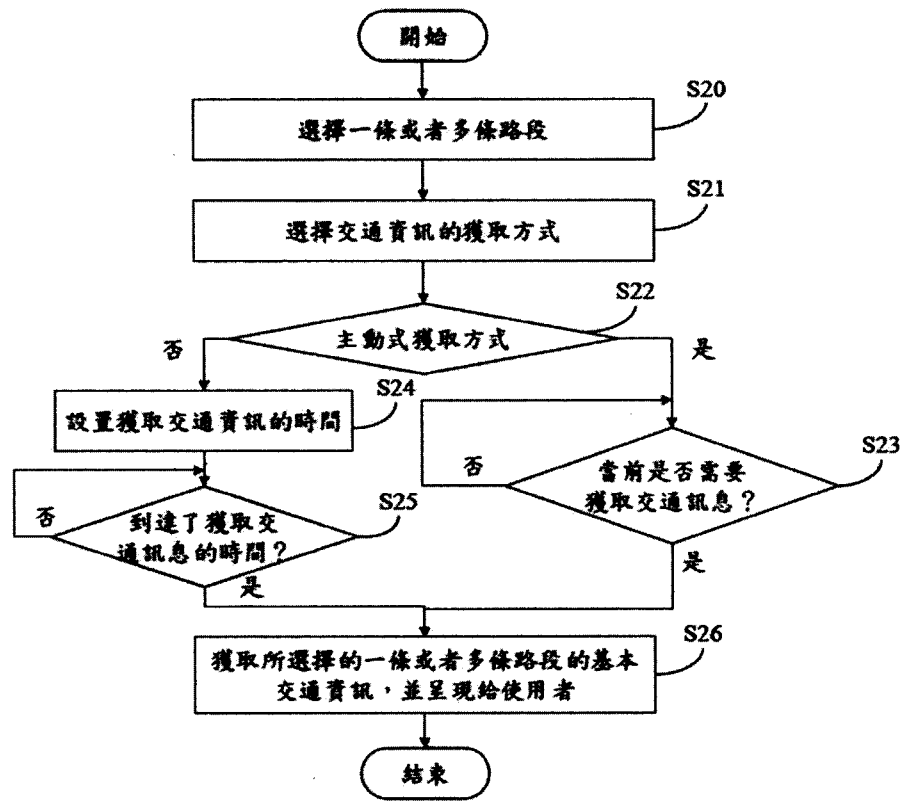 開始
S20
選擇一條或者多條路段
S21
選擇交通資訊的獲取方式
S22
主動式獲取方式
否
是
S24
設置獲取交通資訊的時間
S23
否
當前是否需要
獲取交通訊息？
S25
否
到達了獲取交
通訊息的時間？
是
是
S26
獲取所選擇的一條或者多條路段的基本
交通資訊，並呈現給使用者
結束